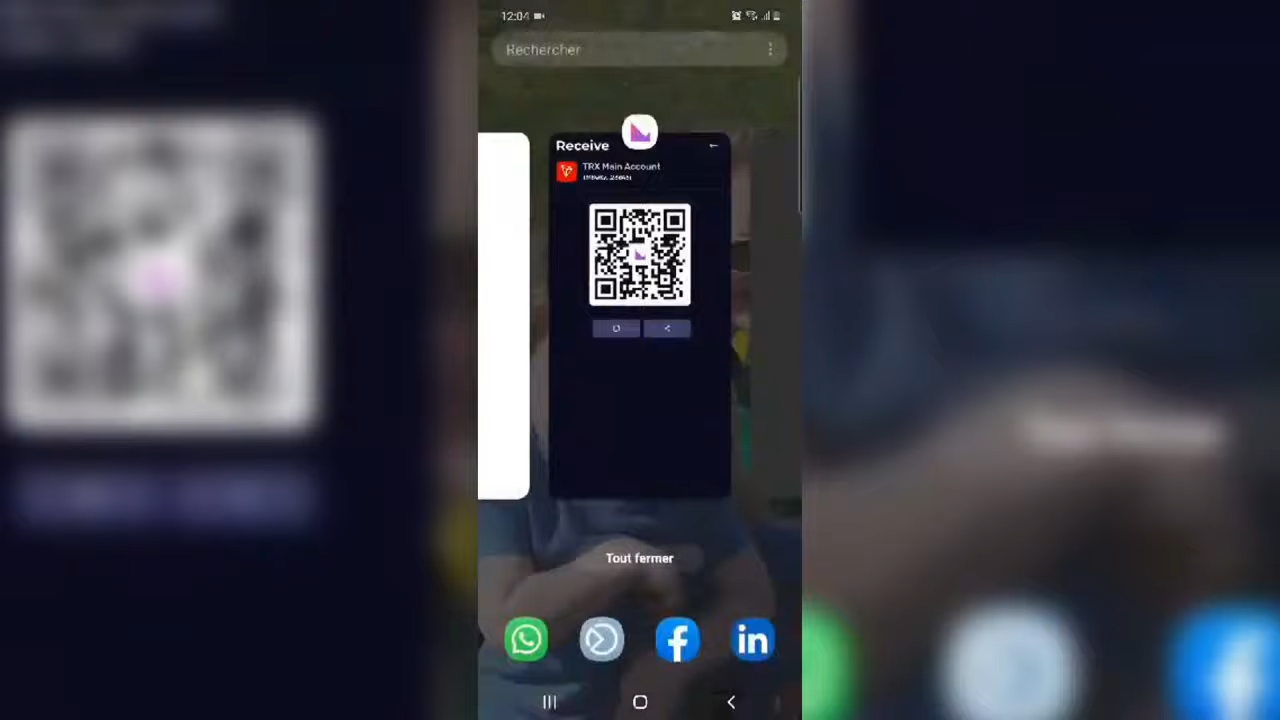 12:04
Rechercher
Receive
TRX Main Account
Tout fermer
in